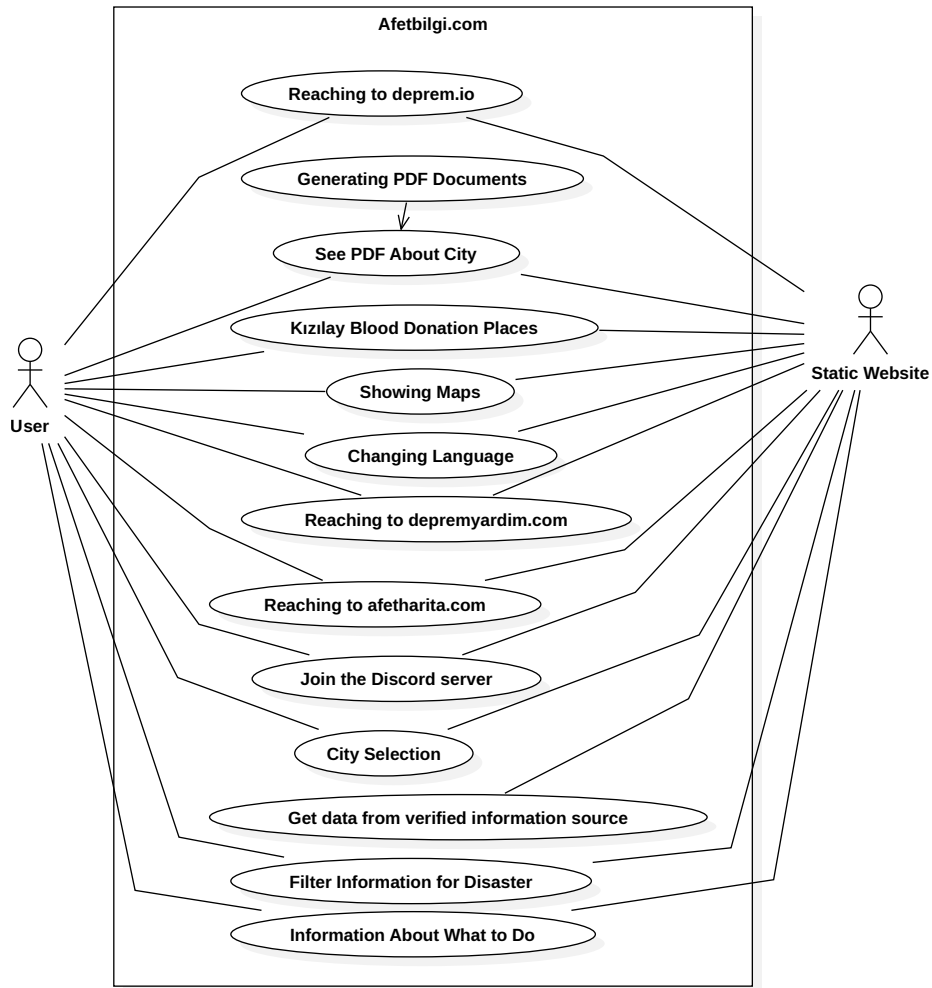 Afetbilgi.com
Reaching to deprem.io
Generating PDF Documents
See PDF About City
Kızılay Blood Donation Places
Showing Maps
Static Website
User
Changing Language
Reaching to depremyardim.com
Reaching to afetharita.com
Join the Discord server
City Selection
Get data from verified information source
Filter Information for Disaster
Information About What to Do